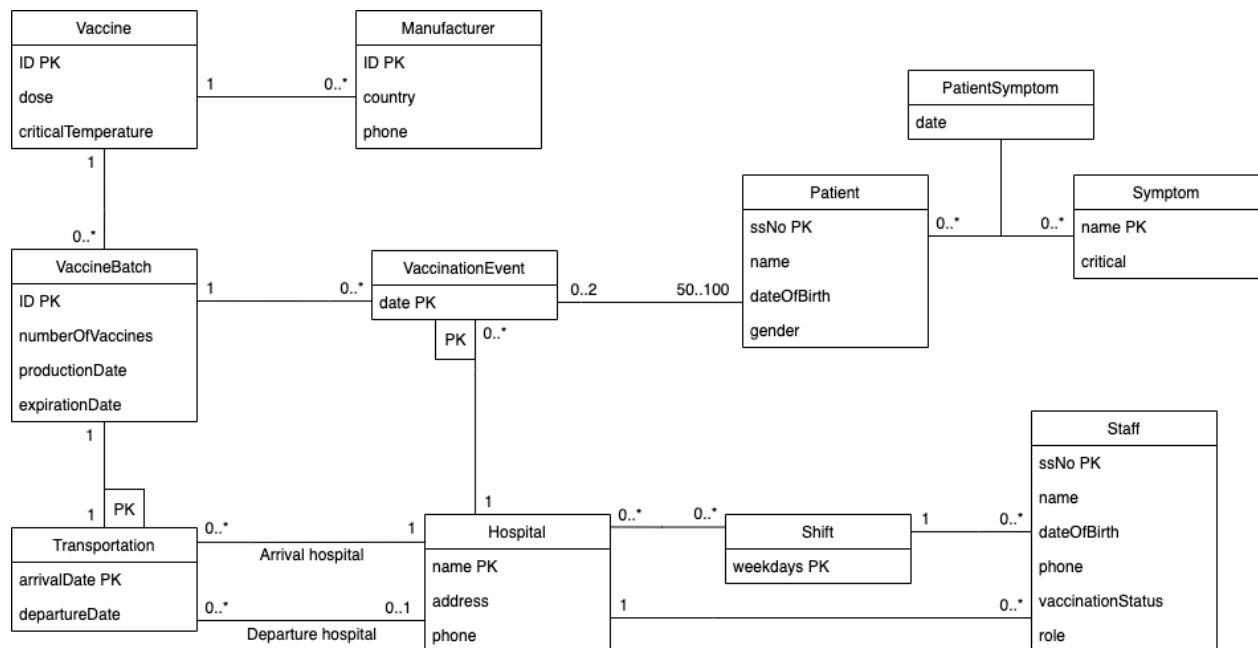 Vaccine
ID PK
dose
criticalTemperature
1
0..*
Manufacturer
ID PK
country
phone
PatientSymptom
date
1
0..*
VaccineBatch
ID PK
numberOfVaccines
productionDate
expirationDate
1
0..*
VaccinationEvent
date PK
PK
0..*
0..2
50..100
Patient
ssNo PK
name
dateOfBirth
gender
0..*
0..*
Symptom
name PK
critical
1
1
PK
Transportation
arrivalDate PK
departureDate
0..*
1
Arrival hospital
0..*
0..1
Departure hospital
1
Hospital
name PK
address
phone
0..*
0..*
Shift
weekdays PK
1
0..*
1
0..*
Staff
ssNo PK
name
dateOfBirth
phone
vaccinationStatus
role